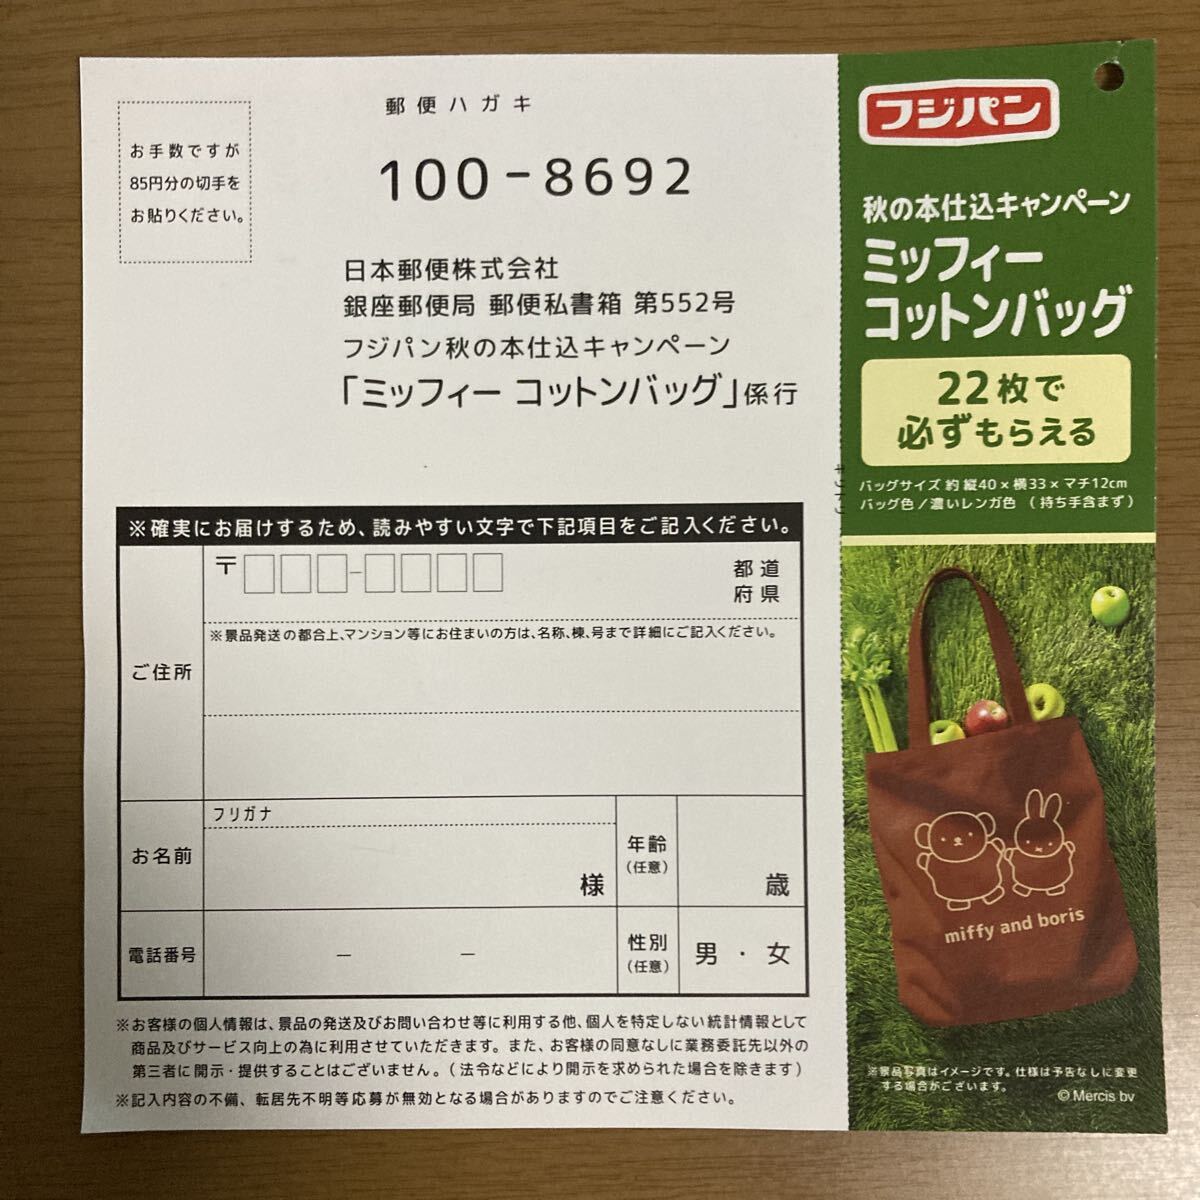 郵便ハガキ
お手数ですが
85円分の切手を
お貼りください。
100-8692
日本郵便株式会社
銀座郵便局 郵便私書箱 第552号
フジパン秋の本仕込キャンペーン
「ミッフィー コットンバッグ」係行
※確実にお届けするため、読みやすい文字で下記項目をご記入ください。
ご住所
〒 -
都道
府県
※景品発送の都合上、マンション等にお住まいの方は、名称、棟、号まで詳細にご記入ください。
お名前
フリガナ
様
年齢
(任意)
歳
電話番号
- -
性別
(任意)
男・女
※お客様の個人情報は、景品の発送及びお問い合わせ等に利用する他、個人を特定しない統計情報として
商品及びサービス向上の為に利用させていただきます。また、お客様の同意なしに業務委託先以外の
第三者に開示・提供することはございません。(法令などにより開示を求められた場合を除きます)
※記入内容の不備、転居先不明等応募が無効となる場合がありますのでご注意ください。
キリトリ
フジパン
秋の本仕込キャンペーン
ミッフィー
コットンバッグ
22枚で
必ずもらえる
バッグサイズ 約 縦40×横33×マチ12cm
バッグ色/濃いレンガ色 (持ち手含まず)
miffy and boris
※景品写真はイメージです。仕様は予告なしに変更
する場合がございます。
© Mercis bv